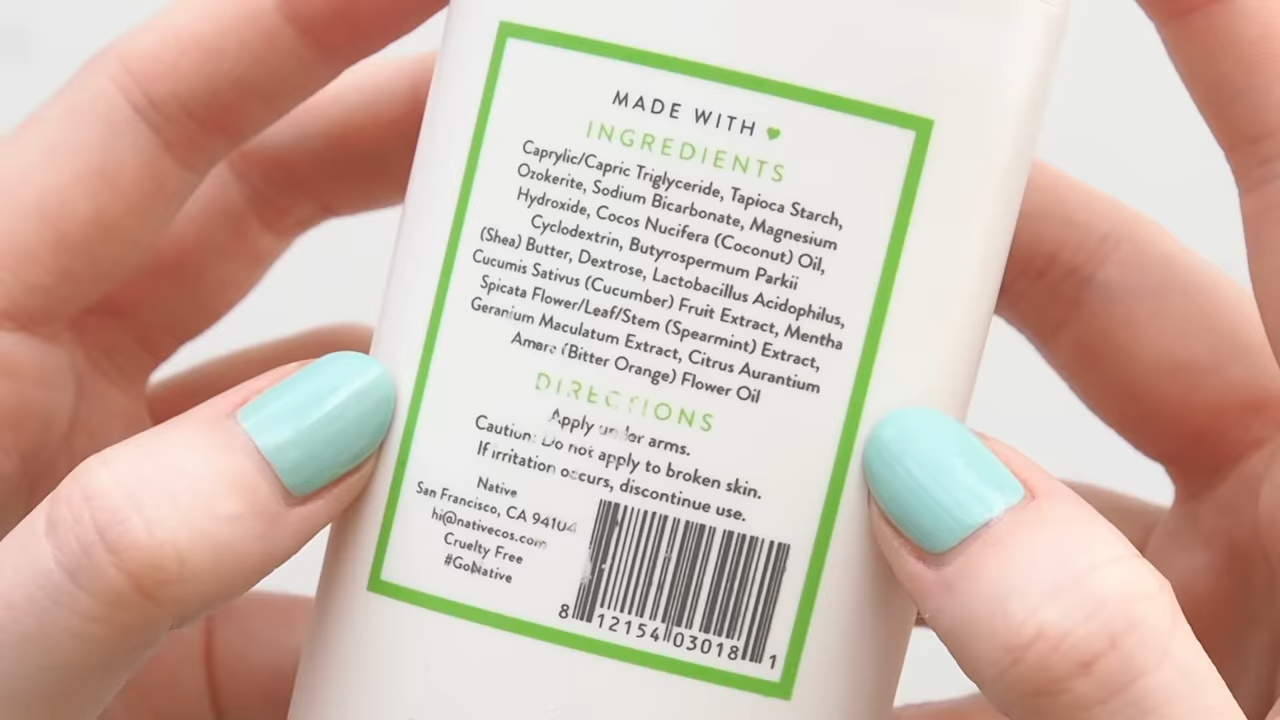 MADE WITH
INGREDIENTS
Caprylic/Capric Triglyceride, Tapioca Starch,
Ozokerite, Sodium Bicarbonate, Magnesium
Hydroxide, Cocos Nucifera (Coconut) Oil,
Cyclodextrin, Butyrospermum Parkii
(Shea) Butter, Dextrose, Lactobacillus Acidophilus,
Cucumis Sativus (Cucumber) Fruit Extract, Mentha
Spicata Flower/Leaf/Stem (Spearmint) Extract,
Geranium Maculatum Extract, Citrus Aurantium
Amara (Bitter Orange) Flower Oil
DIRECTIONS
Apply under arms.
Caution: Do not apply to broken skin.
If irritation occurs, discontinue use.
Native
San Francisco, CA 94104
hi@nativecos.com
Cruelty Free
#GoNative
8 12154 03018 1